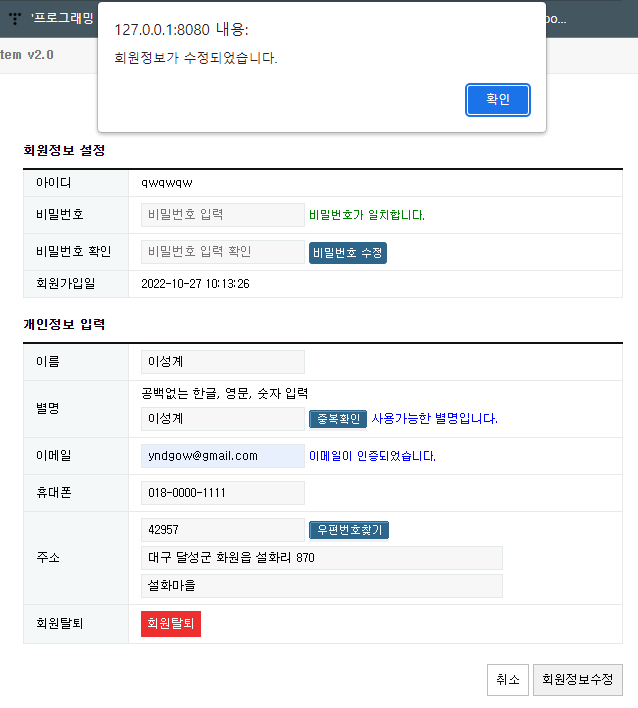 '프로그래밍
oo...
tem v2.0
127.0.0.1:8080 내용:
회원정보가 수정되었습니다.
확인
회원정보 설정
아이디 qwqwqw
비밀번호 비밀번호 입력 비밀번호가 일치합니다.
비밀번호 확인 비밀번호 입력 확인 비밀번호 수정
회원가입일 2022-10-27 10:13:26
개인정보 입력
이름 이성계
공백없는 한글, 영문, 숫자 입력
별명 이성계 중복확인 사용가능한 별명입니다.
이메일 yndgow@gmail.com 이메일이 인증되었습니다.
휴대폰 018-0000-1111
42957 우편번호찾기
주소 대구 달성군 화원읍 설화리 870
설화마을
회원탈퇴 회원탈퇴
취소 회원정보수정